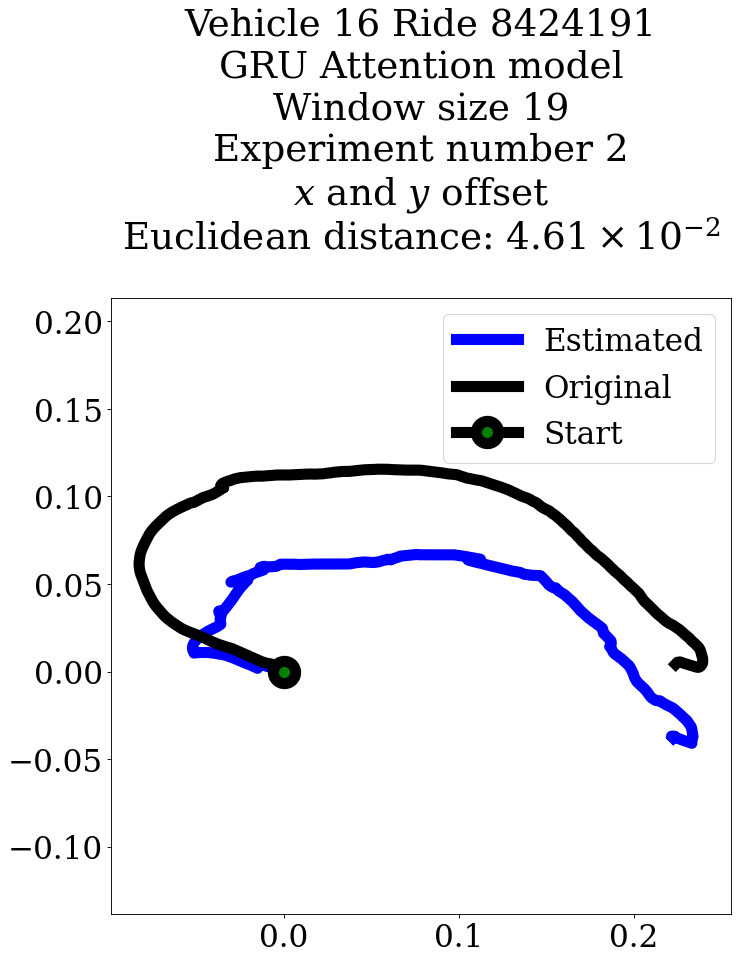 Vehicle 16 Ride 8424191
GRU Attention model
Window size 19
Experiment number 2
x and y offset
Euclidean distance: 4.61 × 10⁻²
Estimated
Original
Start
0.20
0.15
0.10
0.05
0.00
−0.05
−0.10
0.0 0.1 0.2